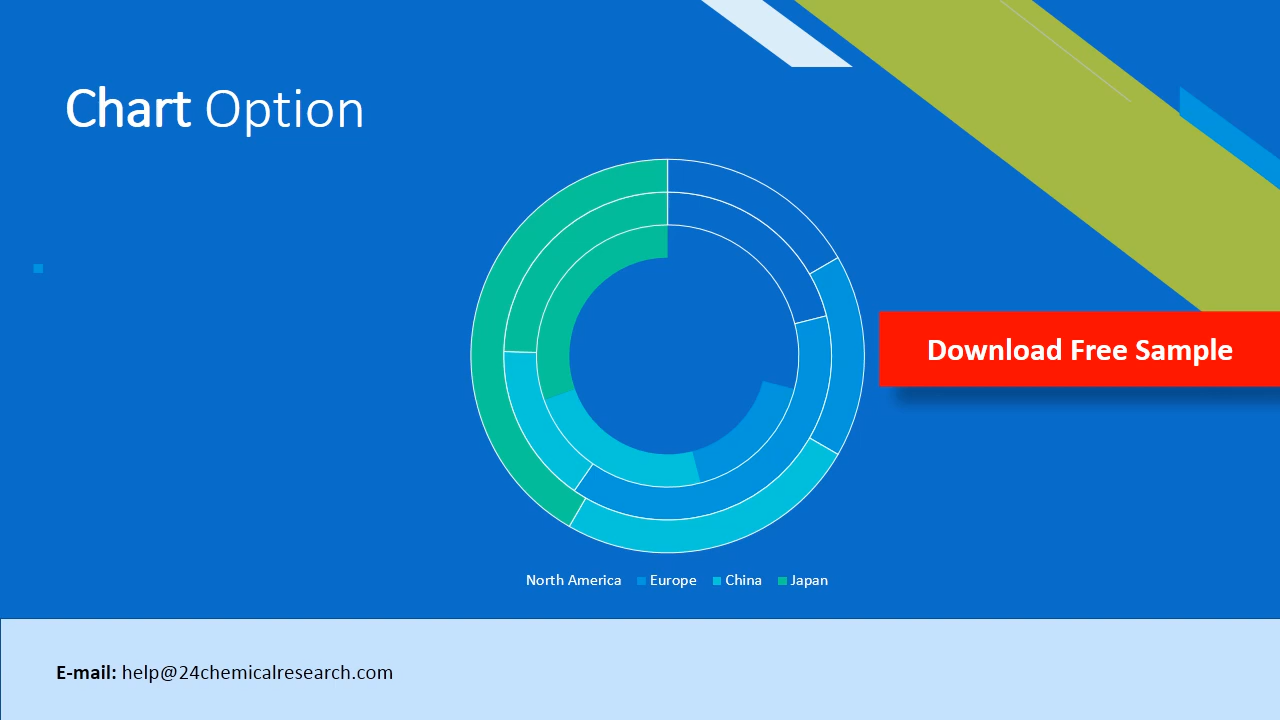 Chart Option
Download Free Sample
North America Europe China Japan
E-mail: help@24chemicalresearch.com